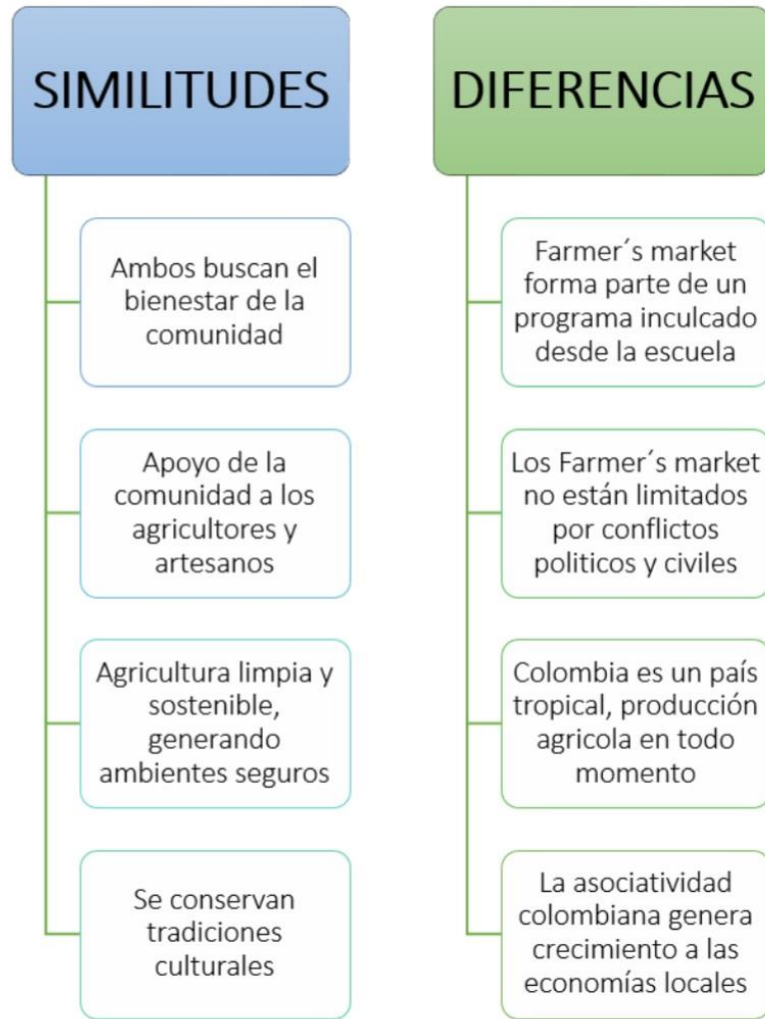 SIMILITUDES
Ambos buscan el
bienestar de la
comunidad
Apoyo de la
comunidad a los
agricultores y
artesanos
Agricultura limpia y
sostenible,
generando
ambientes seguros
Se conservan
tradiciones
culturales
DIFERENCIAS
Farmer´s market
forma parte de un
programa inculcado
desde la escuela
Los Farmer´s market
no están limitados
por conflictos
politicos y civiles
Colombia es un país
tropical, producción
agricola en todo
momento
La asociatividad
colombiana genera
crecimiento a las
economías locales